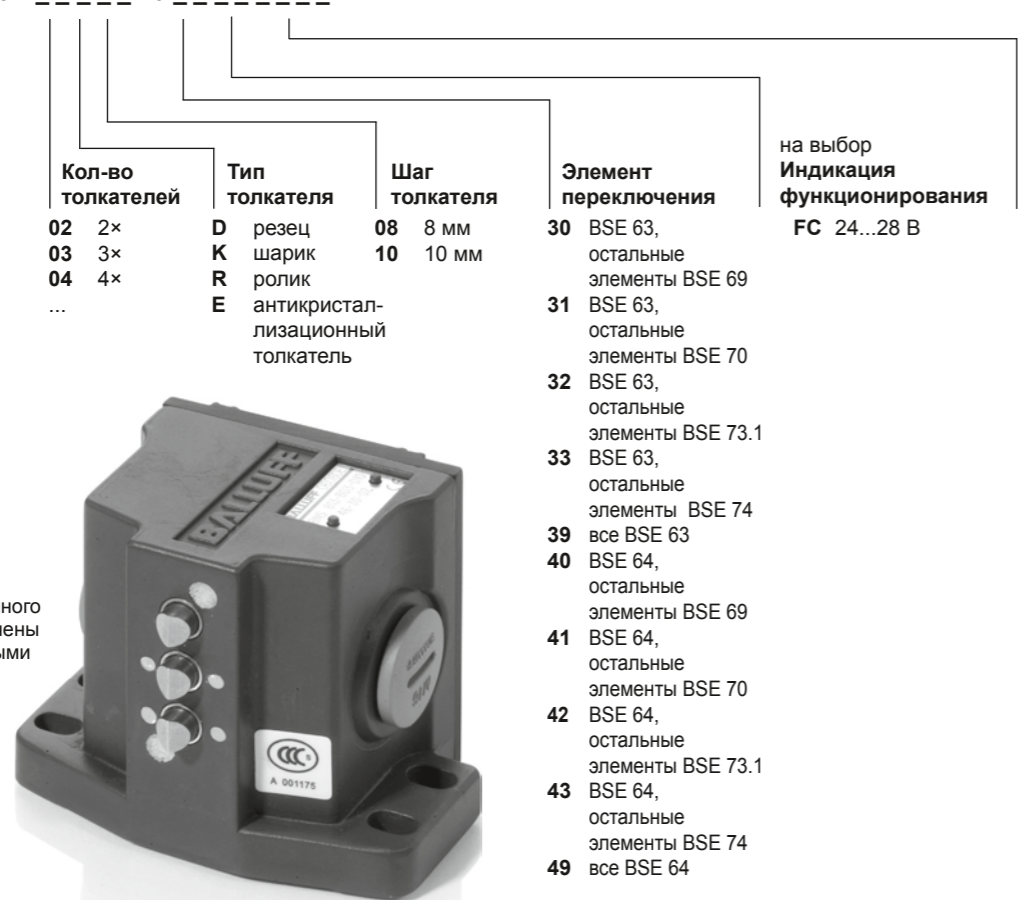 Кол-во
толкателей
02 2×
03 3×
04 4×
...
Тип
толкателя
D резец
K шарик
R ролик
E антикристал-
лизационный
толкатель
Шаг
толкателя
08 8 мм
10 10 мм
Элемент
переключения
30 BSE 63,
остальные
элементы BSE 69
31 BSE 63,
остальные
элементы BSE 70
32 BSE 63,
остальные
элементы BSE 73.1
33 BSE 63,
остальные
элементы BSE 74
39 все BSE 63
40 BSE 64,
остальные
элементы BSE 69
41 BSE 64,
остальные
элементы BSE 70
42 BSE 64,
остальные
элементы BSE 73.1
43 BSE 64,
остальные
элементы BSE 74
49 все BSE 64
на выбор
Индикация
функционирования
FC 24...28 В
BALLUFF
BALLUFF
CCC S
A 001175